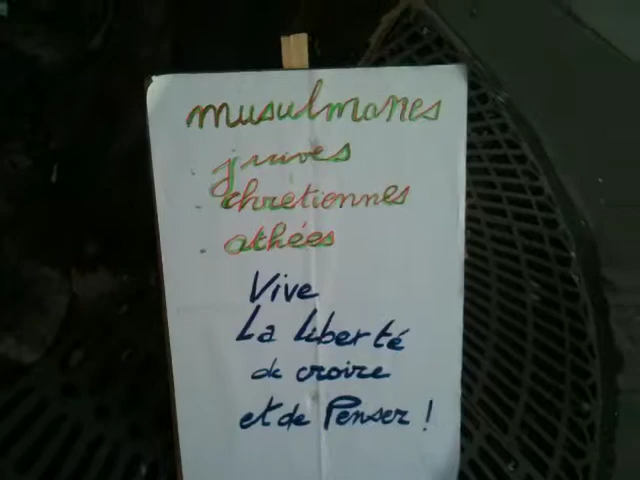 musulmanes
juives
chretiennes
athées
Vive
La liberté
de croire
et de Penser !